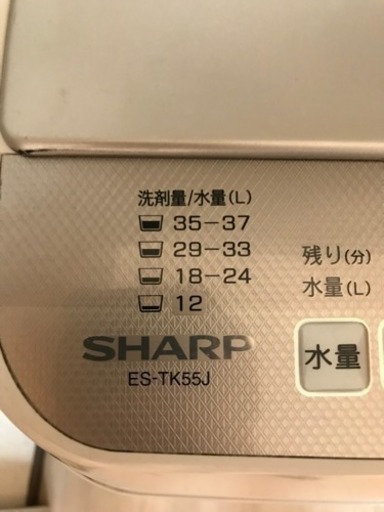 洗剤量/水量(L)
35-37
29-33
18-24
12
残り(分)
水量(L)
SHARP
水量
ES-TK55J